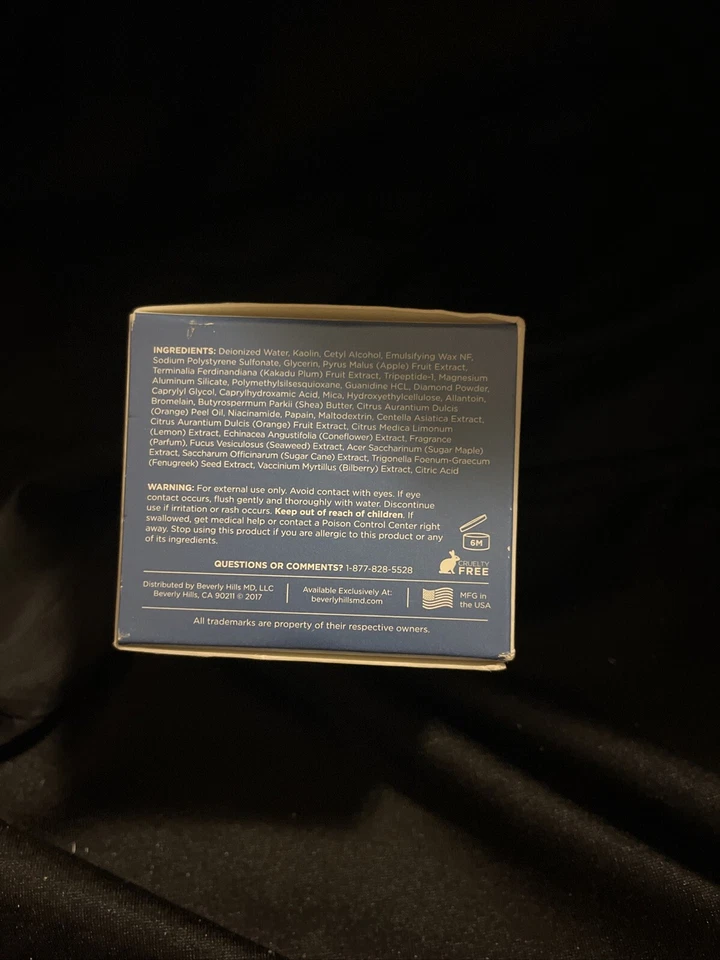 INGREDIENTS: Deionized Water, Kaolin, Cetyl Alcohol, Emulsifying Wax NF,
Sodium Polystyrene Sulfonate, Glycerin, Pyrus Malus (Apple) Fruit Extract,
Terminalia Ferdinandiana (Kakadu Plum) Fruit Extract, Tripeptide-1, Magnesium
Aluminum Silicate, Polymethylsilsesquioxane, Guanidine HCL, Diamond Powder,
Caprylyl Glycol, Caprylhydroxamic Acid, Mica, Hydroxyethylcellulose, Allantoin,
Bromelain, Butyrospermum Parkii (Shea) Butter, Citrus Aurantium Dulcis
(Orange) Peel Oil, Niacinamide, Papain, Maltodextrin, Centella Asiatica Extract,
Citrus Aurantium Dulcis (Orange) Fruit Extract, Citrus Medica Limonum
(Lemon) Extract, Echinacea Angustifolia (Coneflower) Extract, Fragrance
(Parfum), Fucus Vesiculosus (Seaweed) Extract, Acer Saccharinum (Sugar Maple)
Extract, Saccharum Officinarum (Sugar Cane) Extract, Trigonella Foenum-Graecum
(Fenugreek) Seed Extract, Vaccinium Myrtillus (Bilberry) Extract, Citric Acid
WARNING: For external use only. Avoid contact with eyes. If eye
contact occurs, flush gently and thoroughly with water. Discontinue
use if irritation or rash occurs. Keep out of reach of children. If
swallowed, get medical help or contact a Poison Control Center right
away. Stop using this product if you are allergic to this product or any
of its ingredients.
6M
QUESTIONS OR COMMENTS? 1-877-828-5528
CRUELTY
FREE
Distributed by Beverly Hills MD, LLC
Beverly Hills, CA 90211 © 2017
Available Exclusively At:
beverlyhillsmd.com
MFG in
the USA
All trademarks are property of their respective owners.